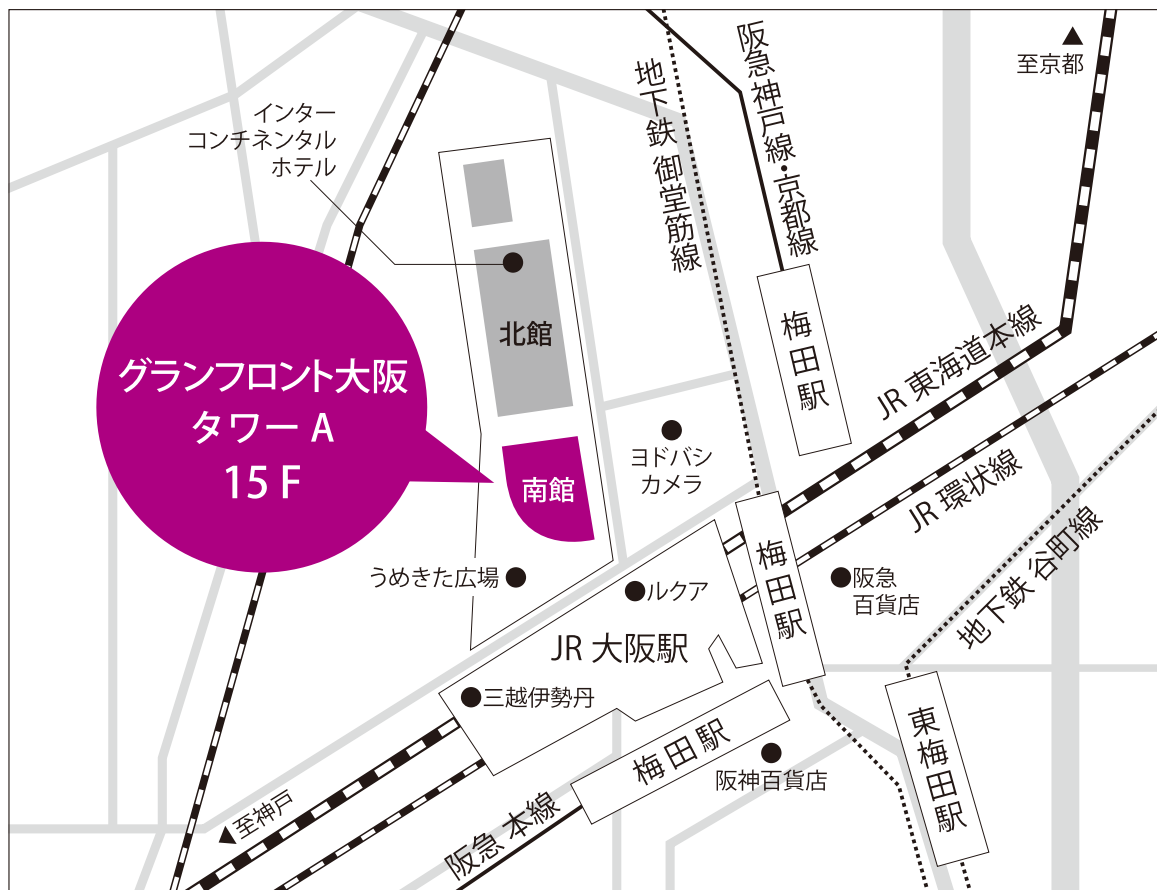 阪急神戸線・京都線
地下鉄 御堂筋線
至京都
インター
コンチネンタル
ホテル
北館
梅田駅
グランフロント大阪
タワー A
15 F
JR 東海道本線
ヨドバシ
カメラ
南館
JR 環状線
地下鉄 谷町線
うめきた広場
ルクア
梅田駅
阪急
百貨店
JR 大阪駅
三越伊勢丹
梅田駅
東梅田駅
阪神百貨店
至神戸
阪急 本線